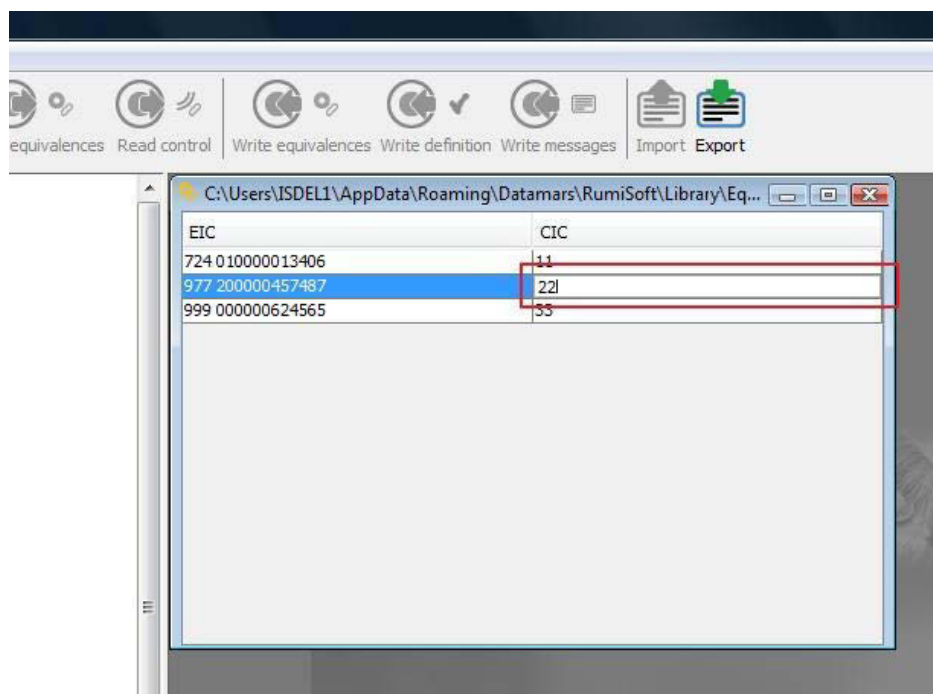 equivalences Read control Write equivalences Write definition Write messages Import Export
C:\Users\ISDEL1\AppData\Roaming\Datamars\RumiSoft\Library\Eq...
EIC CIC
724 010000013406 11
977 200000457487 22
999 000000624565 33